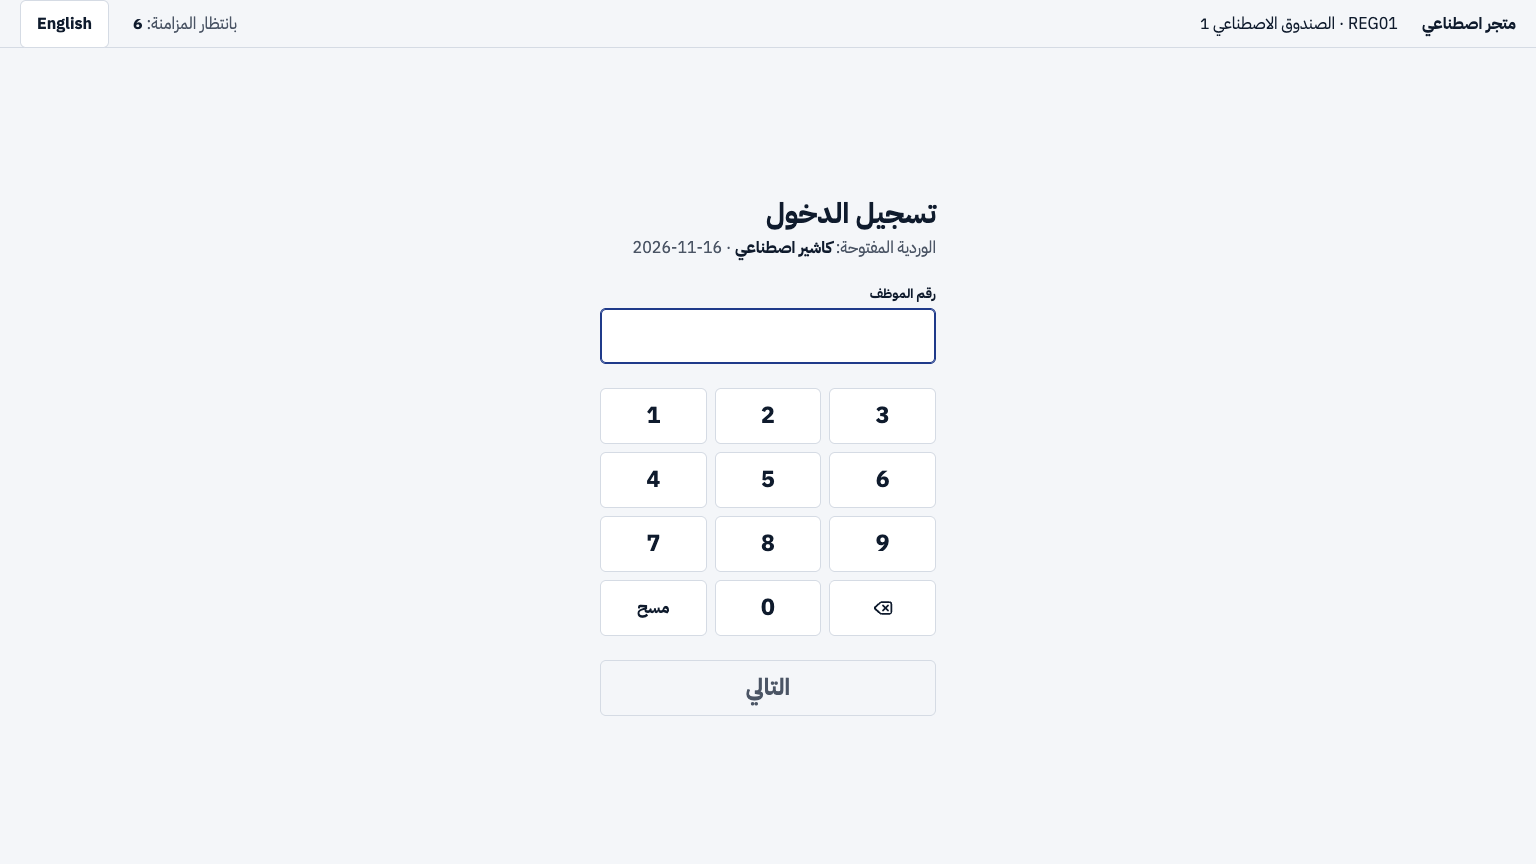 متجر اصطناعي
REG01 · الصندوق الاصطناعي 1
بانتظار المزامنة: 6
English
تسجيل الدخول
الوردية المفتوحة: كاشير اصطناعي · 2026-11-16
رقم الموظف
1 2 3
4 5 6
7 8 9
مسح 0
التالي